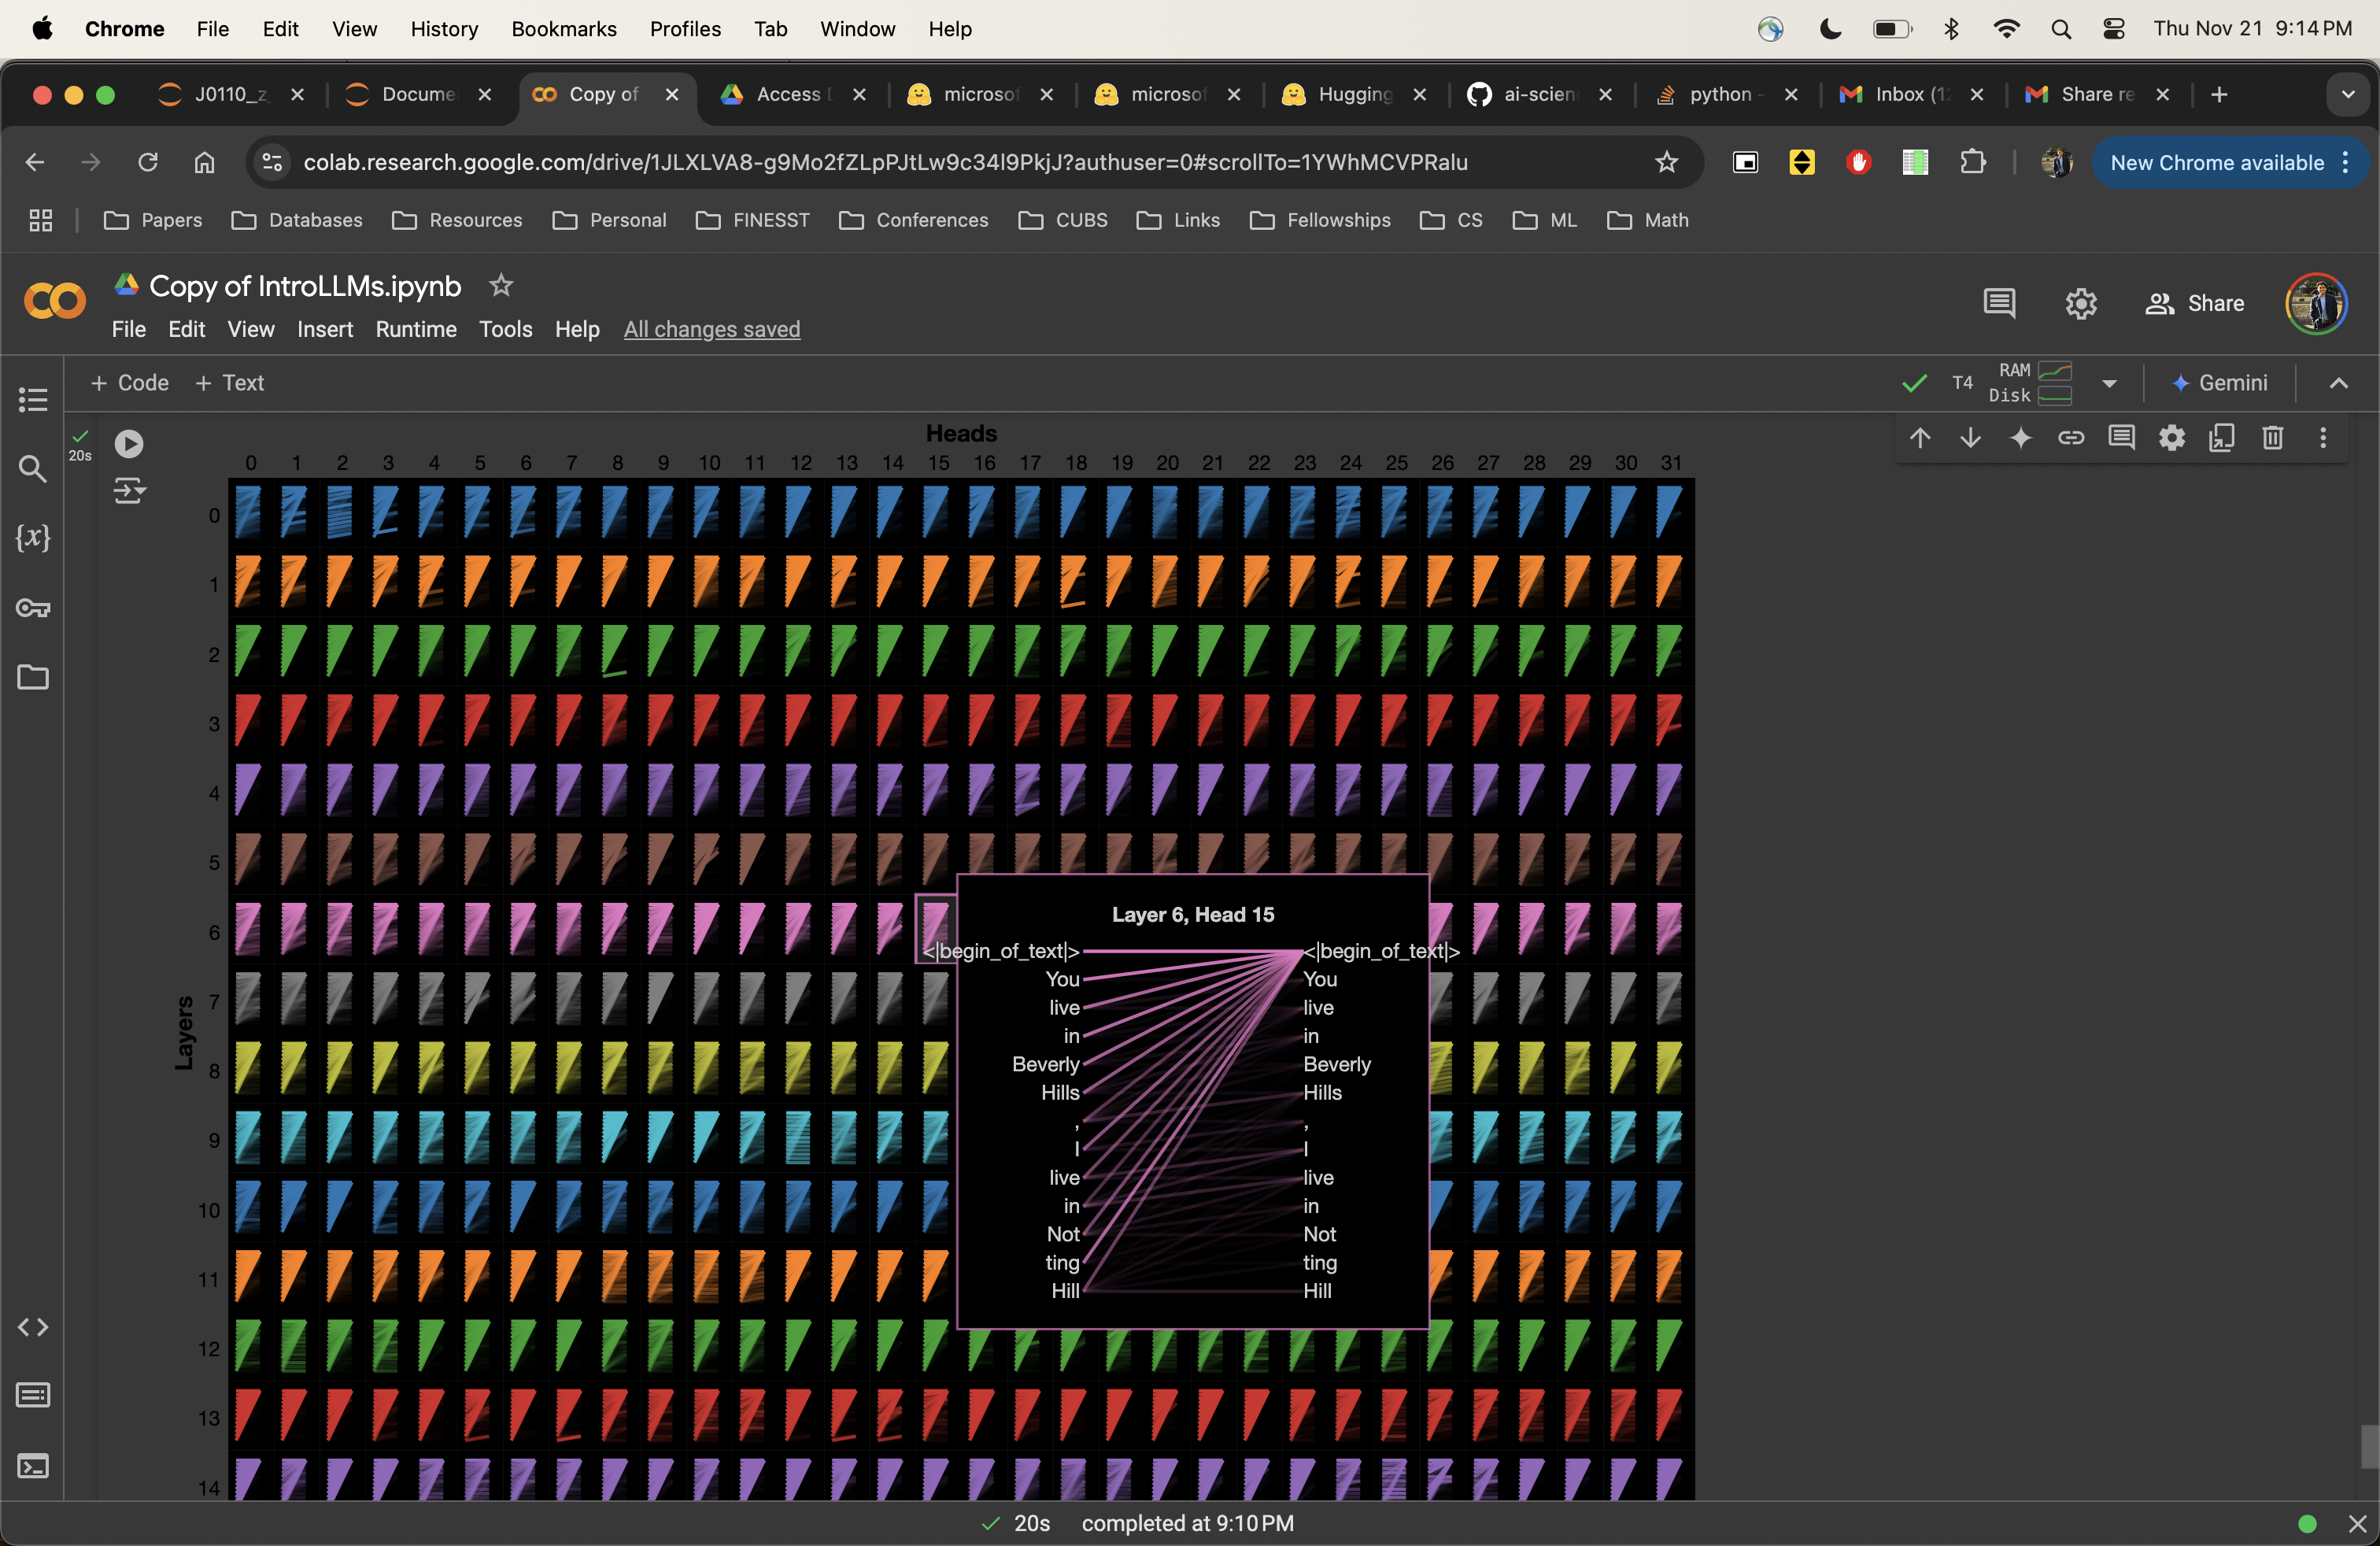 Chrome File Edit View History Bookmarks Profiles Tab Window Help Thu Nov 21 9:14 PM
J0110_z Docume Copy of Access microsof microsof Hugging ai-scien python - Inbox (1 Share re
colab.research.google.com/drive/1JLXLVA8-g9Mo2fZLpPJtLw9c34l9PkjJ?authuser=0#scrollTo=1YWhMCVPRalu New Chrome available
Papers Databases Resources Personal FINESST Conferences CUBS Links Fellowships CS ML Math
Copy of IntroLLMs.ipynb
Share
File Edit View Insert Runtime Tools Help All changes saved
+ Code + Text T4 RAM Disk Gemini
20s
Heads
0 1 2 3 4 5 6 7 8 9 10 11 12 13 14 15 16 17 18 19 20 21 22 23 24 25 26 27 28 29 30 31
Layers
0
1
2
3
4
5
6
7
8
9
10
11
12
13
14
Layer 6, Head 15
<|begin_of_text|> <|begin_of_text|>
You You
live live
in in
Beverly Beverly
Hills Hills
, ,
I I
live live
in in
Not Not
ting ting
Hill Hill
{x}
20s completed at 9:10 PM